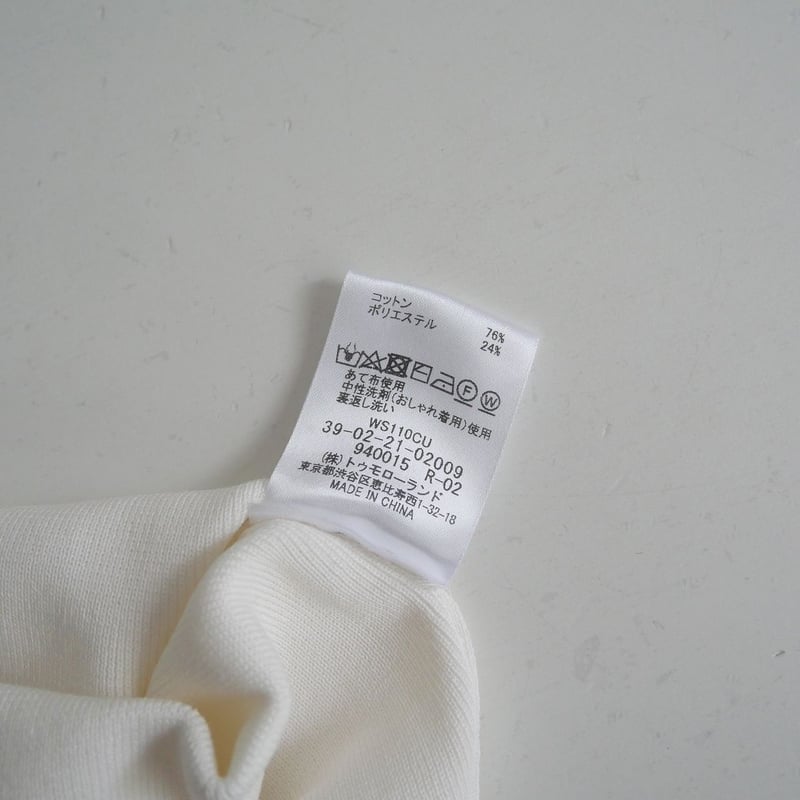 コットン 76%
ポリエステル 24%
F W
あて布使用
中性洗剤(おしゃれ着用)使用
裏返し洗い
WS110CU
39-02-21-02009
940015 R-02
(株)トゥモローランド
東京都渋谷区恵比寿西1-32-18
MADE IN CHINA